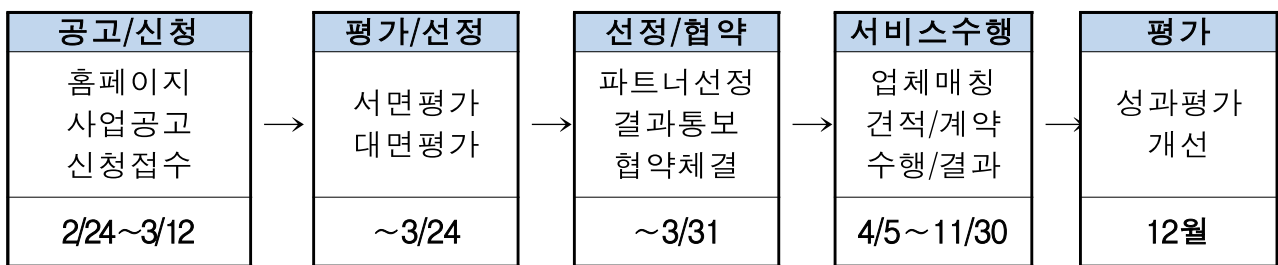 공고/신청
홈페이지
사업공고
신청접수
2/24~3/12
→
평가/선정
서면평가
대면평가
~3/24
→
선정/협약
파트너선정
결과통보
협약체결
~3/31
→
서비스수행
업체매칭
견적/계약
수행/결과
4/5~11/30
→
평가
성과평가
개선
12월